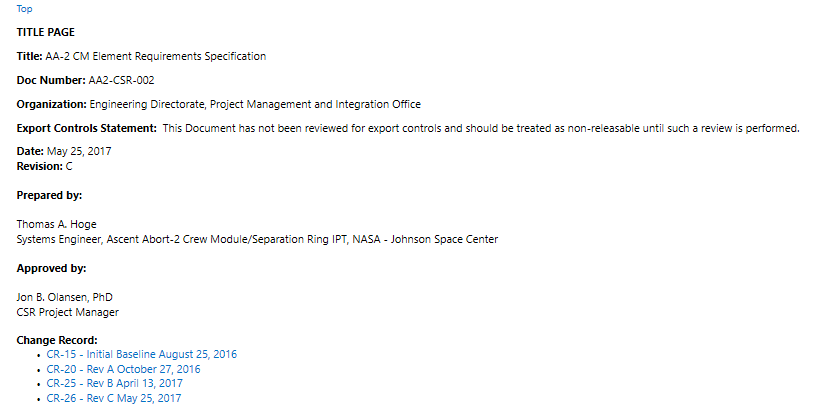 Top
TITLE PAGE
Title: AA-2 CM Element Requirements Specification
Doc Number: AA2-CSR-002
Organization: Engineering Directorate, Project Management and Integration Office
Export Controls Statement:  This Document has not been reviewed for export controls and should be treated as non-releasable until such a review is performed.
Date: May 25, 2017
Revision: C
Prepared by:
Thomas A. Hoge
Systems Engineer, Ascent Abort-2 Crew Module/Separation Ring IPT, NASA - Johnson Space Center
Approved by:
Jon B. Olansen, PhD
CSR Project Manager
Change Record:
• CR-15 - Initial Baseline August 25, 2016
• CR-20 - Rev A October 27, 2016
• CR-25 - Rev B April 13, 2017
• CR-26 - Rev C May 25, 2017